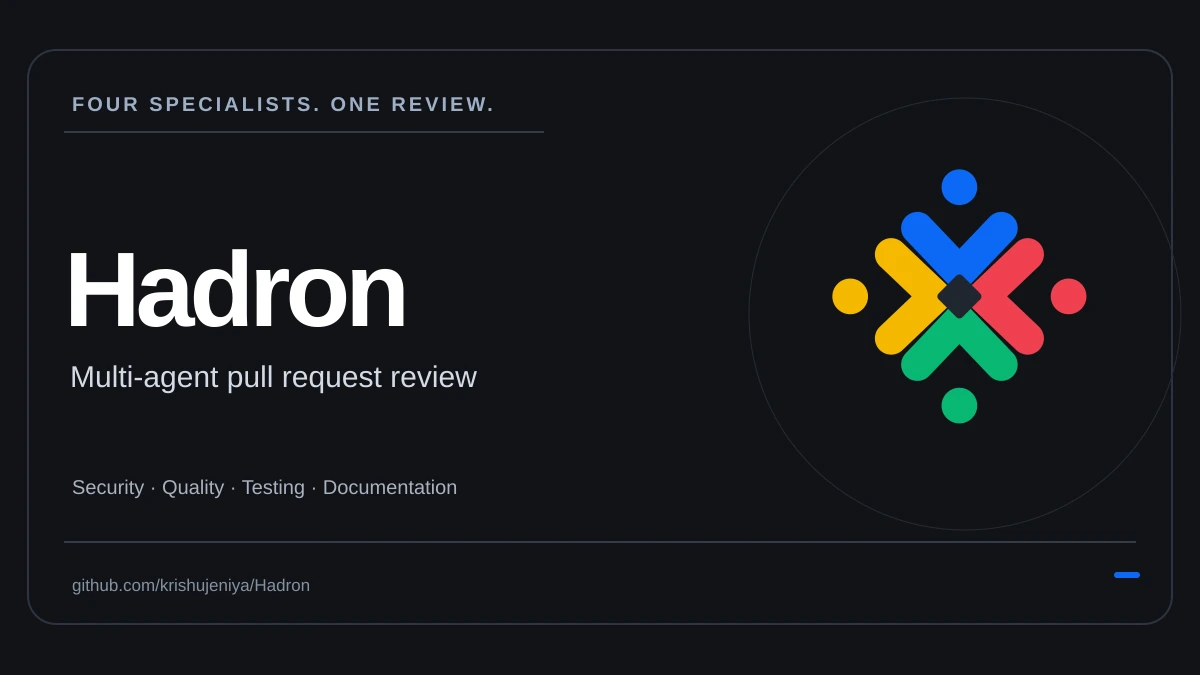 FOUR SPECIALISTS. ONE REVIEW.
Hadron
Multi-agent pull request review
Security · Quality · Testing · Documentation
github.com/krishujeniya/Hadron